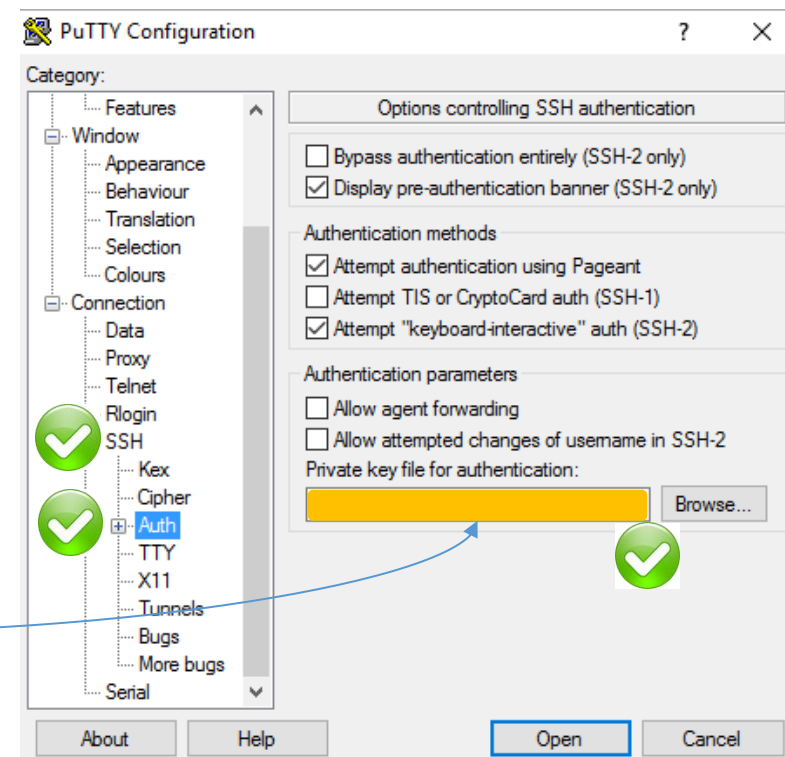 PuTTY Configuration
?
Category:
Features
Window
Appearance
Behaviour
Translation
Selection
Colours
Connection
Data
Proxy
Telnet
Rlogin
SSH
Kex
Cipher
Auth
TTY
X11
Tunnels
Bugs
More bugs
Serial
Options controlling SSH authentication
Bypass authentication entirely (SSH-2 only)
Display pre-authentication banner (SSH-2 only)
Authentication methods
Attempt authentication using Pageant
Attempt TIS or CryptoCard auth (SSH-1)
Attempt "keyboard-interactive" auth (SSH-2)
Authentication parameters
Allow agent forwarding
Allow attempted changes of username in SSH-2
Private key file for authentication:
Browse...
About
Help
Open
Cancel